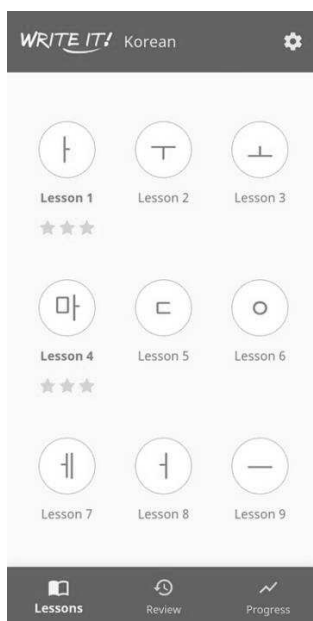 WRITE IT! Korean
ㅏ ㅜ ㅗ
Lesson 1 Lesson 2 Lesson 3
마 ㄷ ㅇ
Lesson 4 Lesson 5 Lesson 6
ㅔ ㅓ ㅡ
Lesson 7 Lesson 8 Lesson 9
Lessons Review Progress